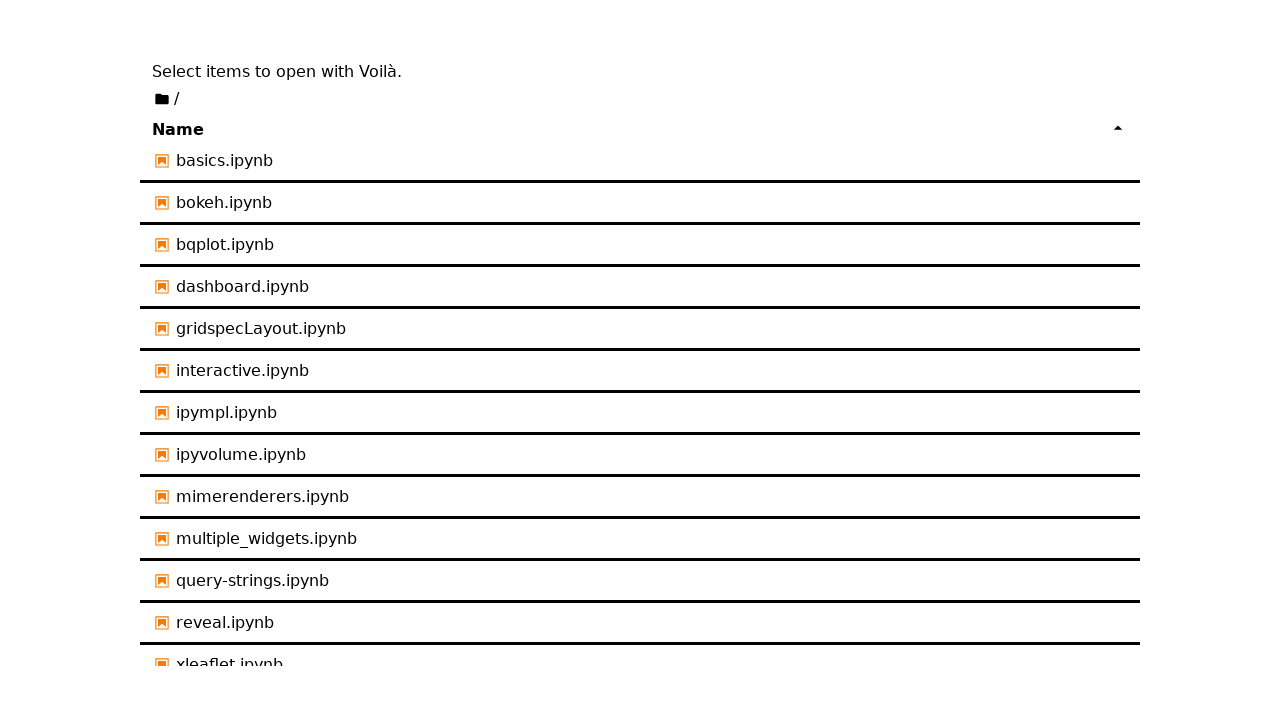 Select items to open with Voilà.
/
Name
basics.ipynb
bokeh.ipynb
bqplot.ipynb
dashboard.ipynb
gridspecLayout.ipynb
interactive.ipynb
ipympl.ipynb
ipyvolume.ipynb
mimerenderers.ipynb
multiple_widgets.ipynb
query-strings.ipynb
reveal.ipynb
xleaflet.ipynb